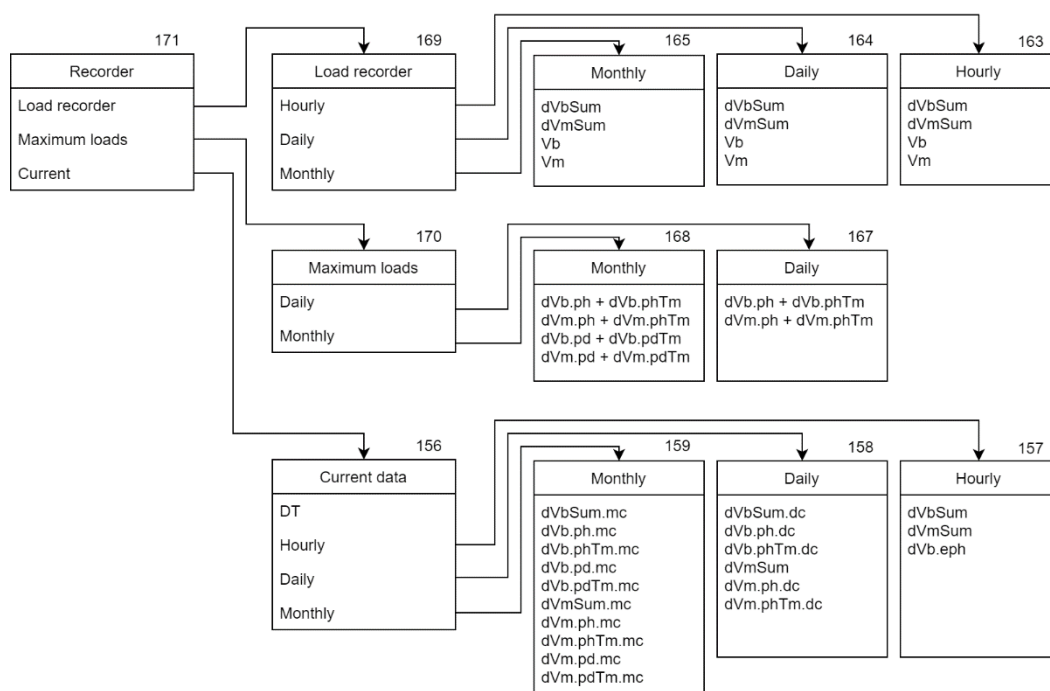 171
Recorder
Load recorder
Maximum loads
Current
169
Load recorder
Hourly
Daily
Monthly
165
Monthly
dVbSum
dVmSum
Vb
Vm
164
Daily
dVbSum
dVmSum
Vb
Vm
163
Hourly
dVbSum
dVmSum
Vb
Vm
170
Maximum loads
Daily
Monthly
168
Monthly
dVb.ph + dVb.phTm
dVm.ph + dVm.phTm
dVb.pd + dVb.pdTm
dVm.pd + dVm.pdTm
167
Daily
dVb.ph + dVb.phTm
dVm.ph + dVm.phTm
156
Current data
DT
Hourly
Daily
Monthly
159
Monthly
dVbSum.mc
dVb.ph.mc
dVb.phTm.mc
dVb.pd.mc
dVb.pdTm.mc
dVmSum.mc
dVm.ph.mc
dVm.phTm.mc
dVm.pd.mc
dVm.pdTm.mc
158
Daily
dVbSum.dc
dVb.ph.dc
dVb.phTm.dc
dVmSum
dVm.ph.dc
dVm.phTm.dc
157
Hourly
dVbSum
dVmSum
dVb.eph